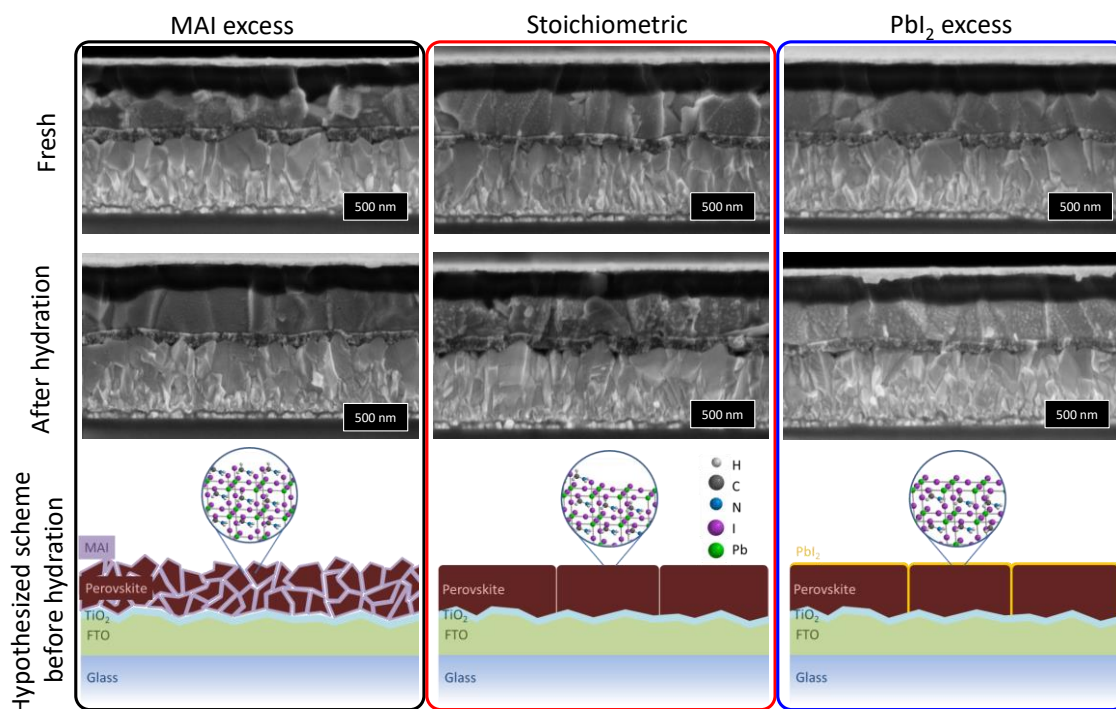 MAI excess
Stoichiometric
PbI₂ excess
Fresh
500 nm
500 nm
500 nm
After hydration
500 nm
500 nm
500 nm
Hypothesized scheme
before hydration
H
C
N
I
Pb
MAI
Perovskite
TiO₂
FTO
Glass
Perovskite
TiO₂
FTO
Glass
PbI₂
Perovskite
TiO₂
FTO
Glass